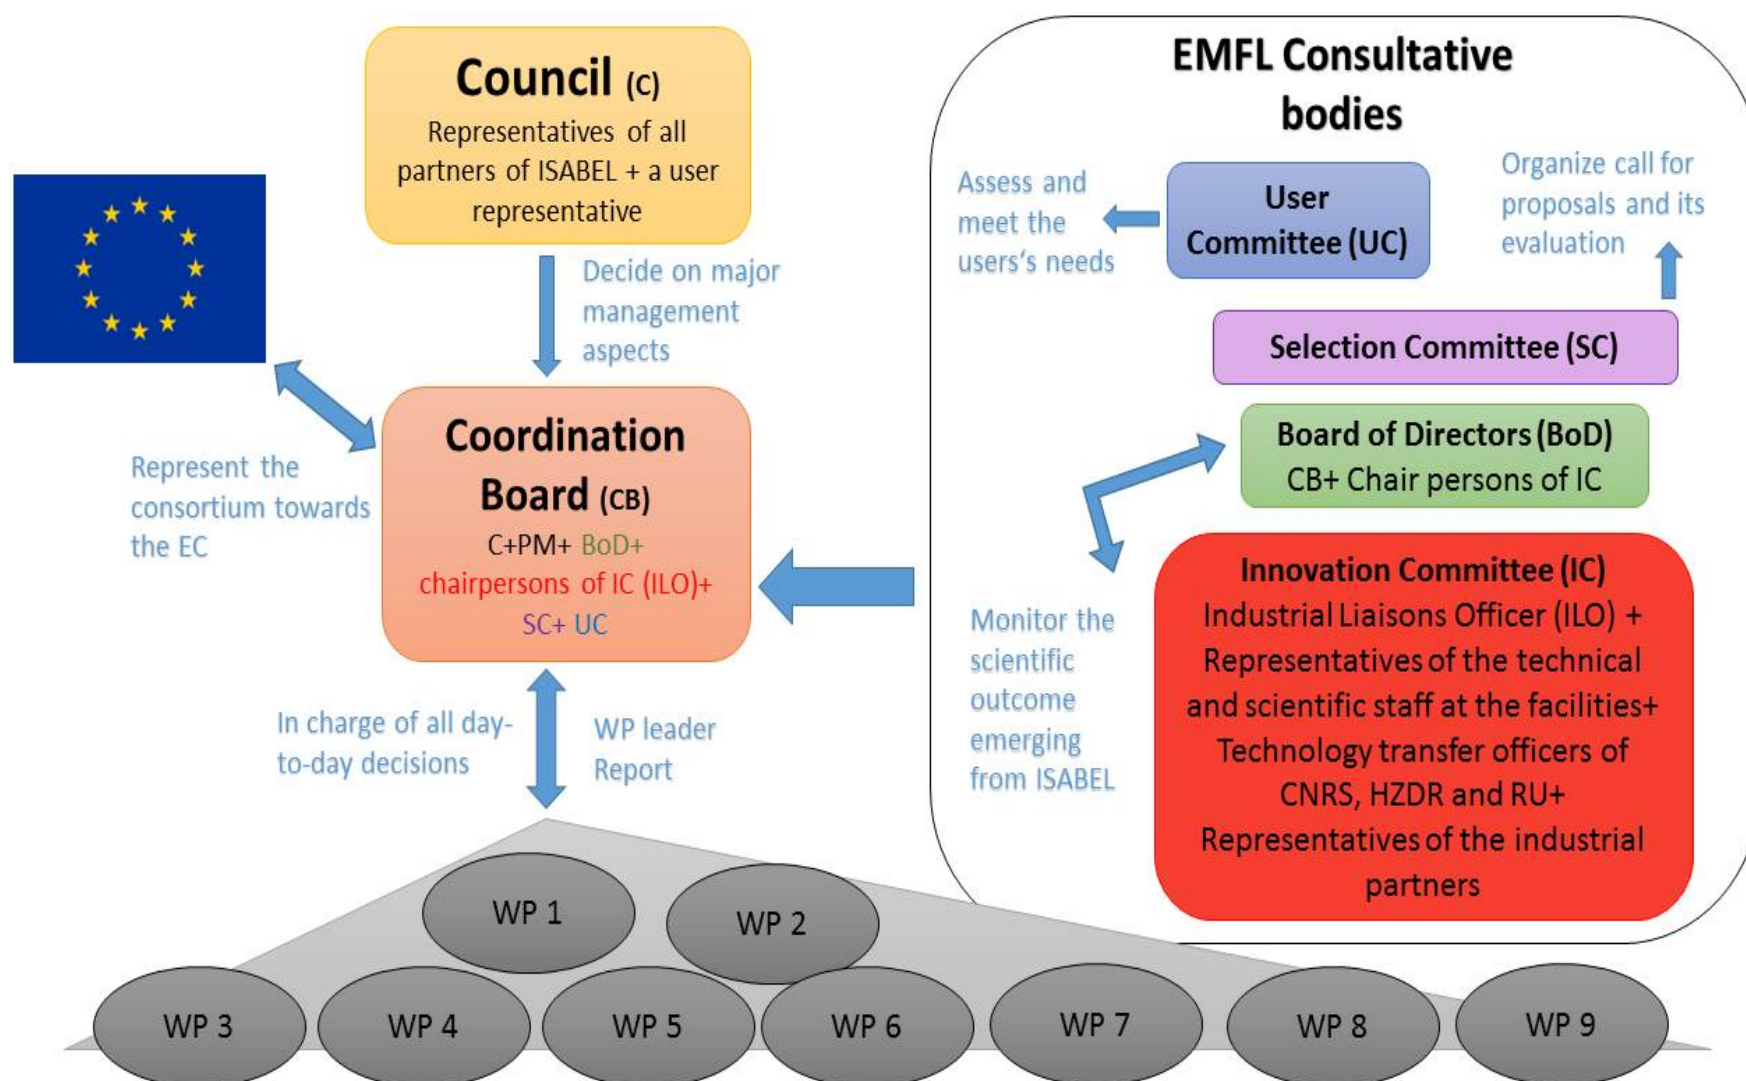 Council (C)
Representatives of all
partners of ISABEL + a user
representative
Decide on major
management
aspects
Represent the
consortium towards
the EC
Coordination
Board (CB)
C+PM+ BoD+
chairpersons of IC (ILO)+
SC+ UC
In charge of all day-
to-day decisions
WP leader
Report
EMFL Consultative
bodies
Assess and
meet the
users‘s needs
User
Committee (UC)
Organize call for
proposals and its
evaluation
Selection Committee (SC)
Board of Directors (BoD)
CB+ Chair persons of IC
Monitor the
scientific
outcome
emerging
from ISABEL
Innovation Committee (IC)
Industrial Liaisons Officer (ILO) +
Representatives of the technical
and scientific staff at the facilities+
Technology transfer officers of
CNRS, HZDR and RU+
Representatives of the industrial
partners
WP 1
WP 2
WP 3
WP 4
WP 5
WP 6
WP 7
WP 8
WP 9